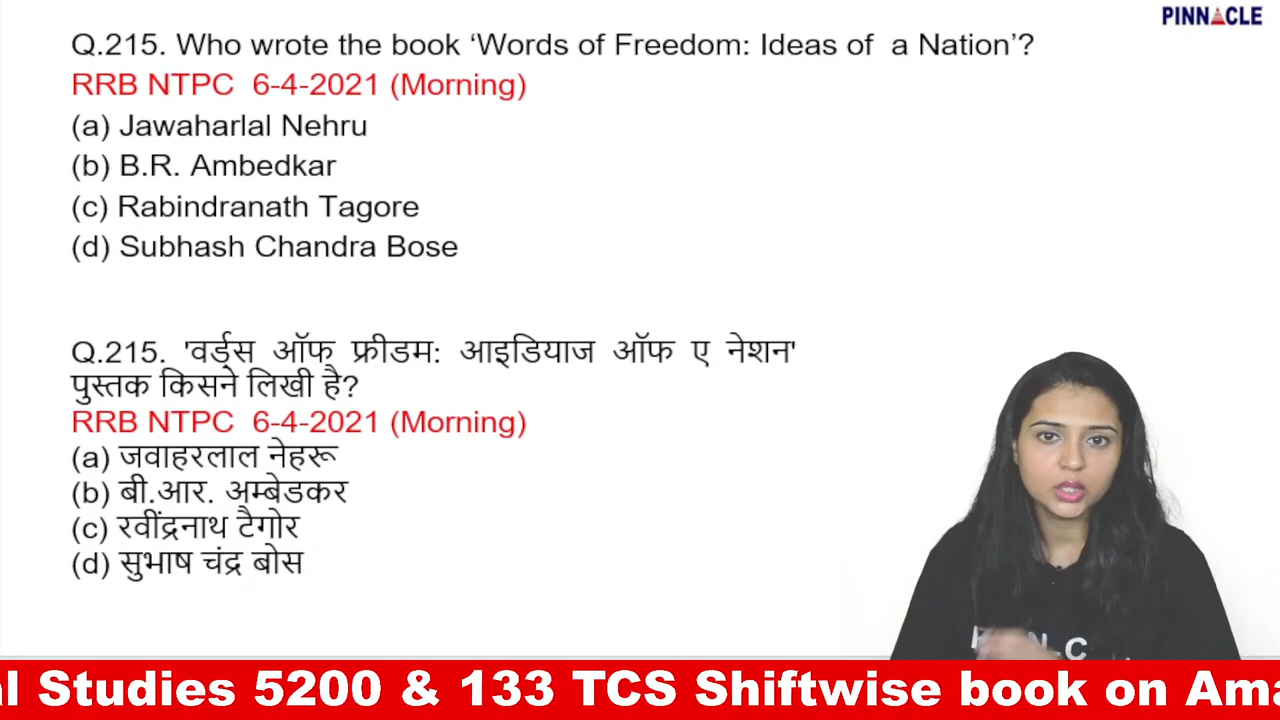 PINNACLE
Q.215. Who wrote the book ‘Words of Freedom: Ideas of a Nation’?
RRB NTPC 6-4-2021 (Morning)
(a) Jawaharlal Nehru
(b) B.R. Ambedkar
(c) Rabindranath Tagore
(d) Subhash Chandra Bose
Q.215. 'वर्ड्स ऑफ़ फ्रीडम: आइडियाज ऑफ ए नेशन'
पुस्तक किसने लिखी है?
RRB NTPC 6-4-2021 (Morning)
(a) जवाहरलाल नेहरू
(b) बी.आर. अम्बेडकर
(c) रवींद्रनाथ टैगोर
(d) सुभाष चंद्र बोस
al Studies 5200 & 133 TCS Shiftwise book on Ama